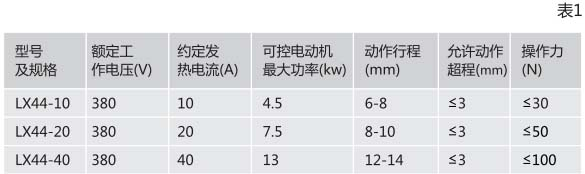 表1
型号 额定工 约定发 可控电动机 动作行程 允许动作 操作力
及规格 作电压(V) 热电流(A) 最大功率(kw) (mm) 超程(mm) (N)
LX44-10 380 10 4.5 6-8 ≤3 ≤30
LX44-20 380 20 7.5 8-10 ≤3 ≤50
LX44-40 380 40 13 12-14 ≤3 ≤100